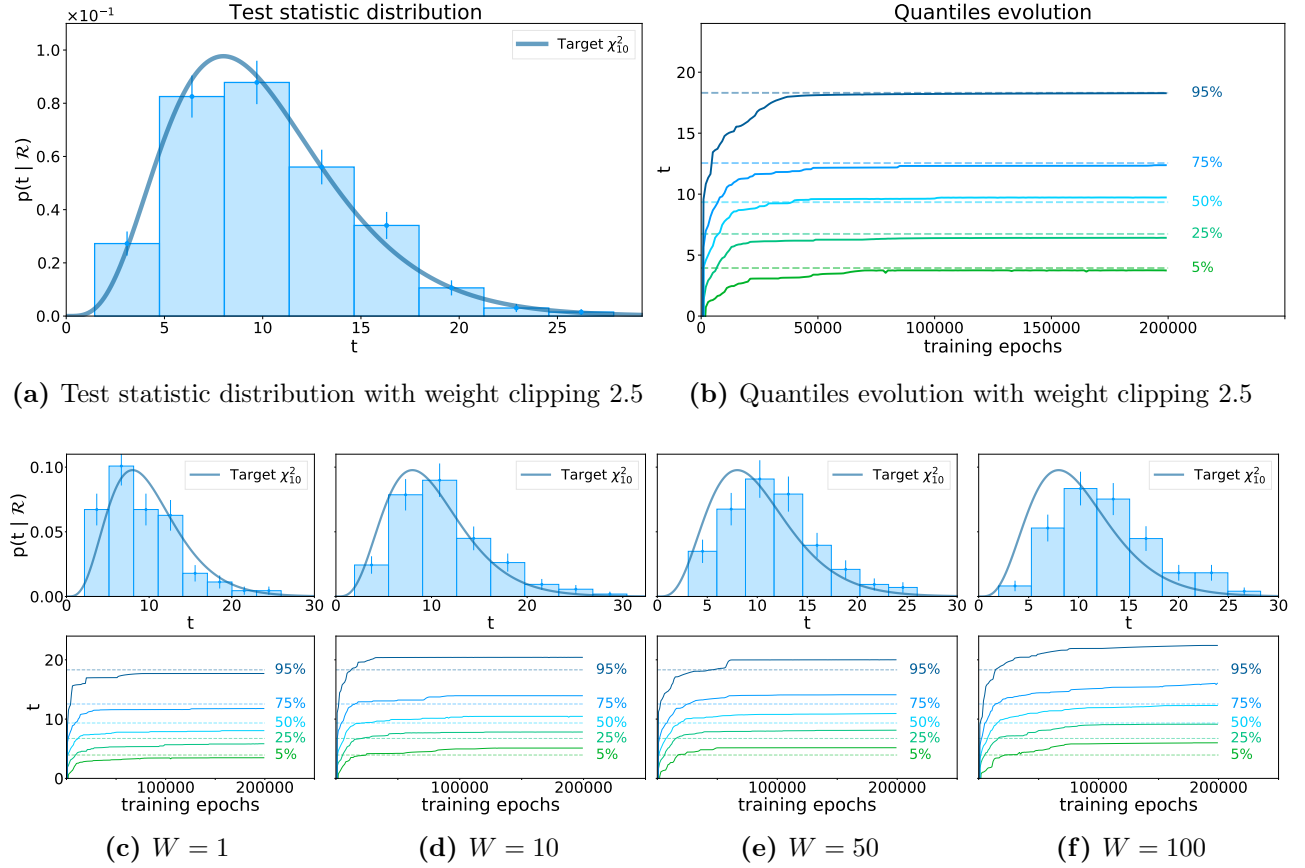 Test statistic distribution
×10⁻¹
Target χ²₁₀
1.0
0.8
0.6
0.4
0.2
0.0
p(t | ℛ)
0 5 10 15 20 25
t
(a) Test statistic distribution with weight clipping 2.5
Quantiles evolution
20
15
10
5
0
t
95%
75%
50%
25%
5%
0 50000 100000 150000 200000
training epochs
(b) Quantiles evolution with weight clipping 2.5
0.10
0.05
0.00
p(t | ℛ)
Target χ²₁₀
0 10 20 30
t
Target χ²₁₀
0 10 20 30
t
Target χ²₁₀
5 10 15 20 25 30
t
Target χ²₁₀
0 5 10 15 20 25 30
t
20
10
0
t
95%
75%
50%
25%
5%
100000 200000
training epochs
95%
75%
50%
25%
5%
100000 200000
training epochs
95%
75%
50%
25%
5%
100000 200000
training epochs
95%
75%
50%
25%
5%
100000 200000
training epochs
(c) W = 1
(d) W = 10
(e) W = 50
(f) W = 100